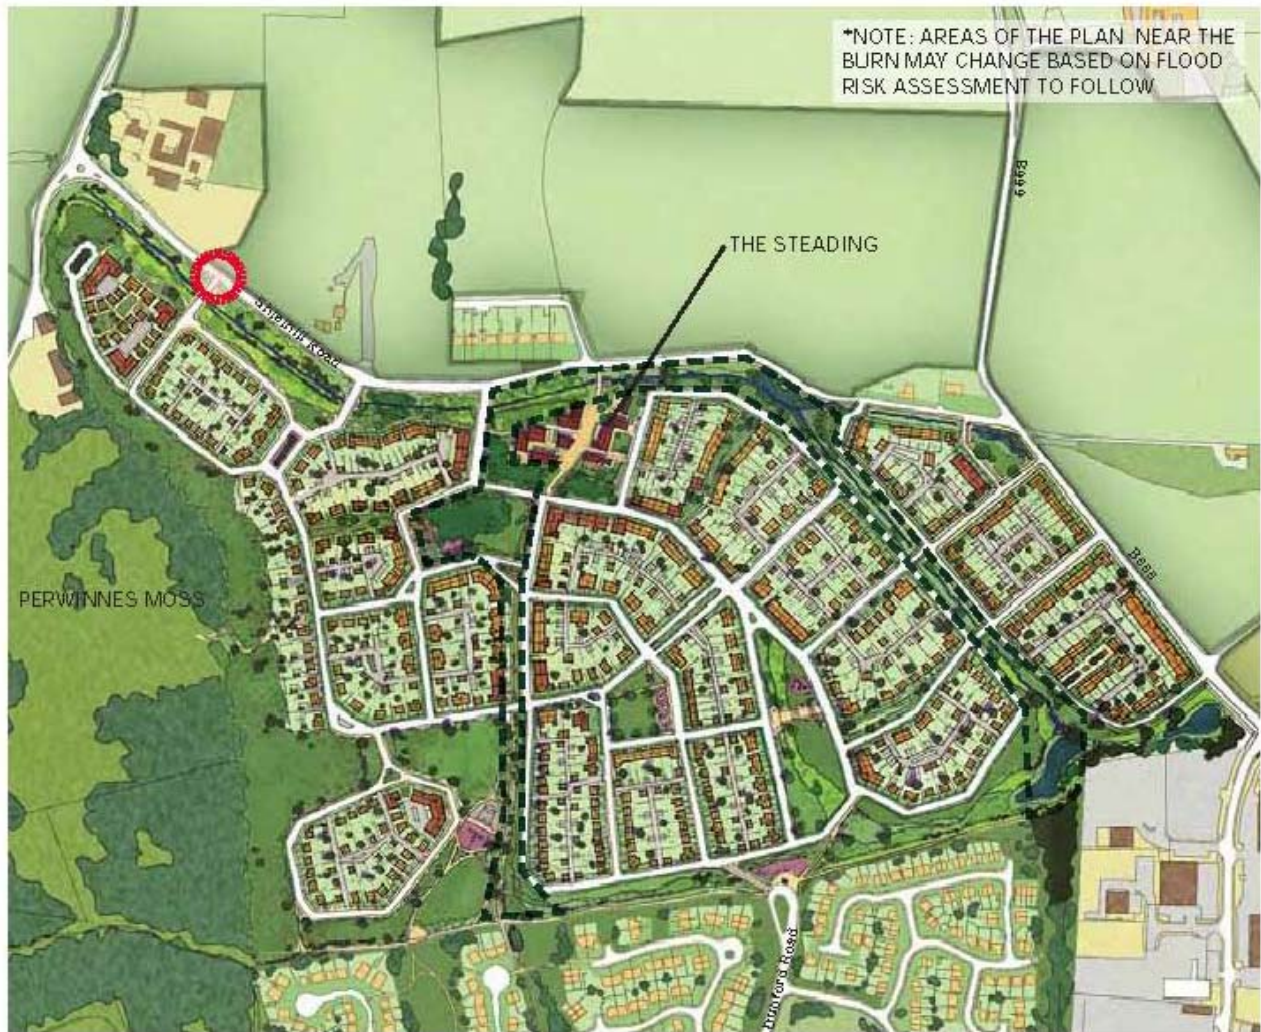 *NOTE: AREAS OF THE PLAN NEAR THE
BURN MAY CHANGE BASED ON FLOOD
RISK ASSESSMENT TO FOLLOW
B999
THE STEADING
Road
PERWINNES MOSS
Road